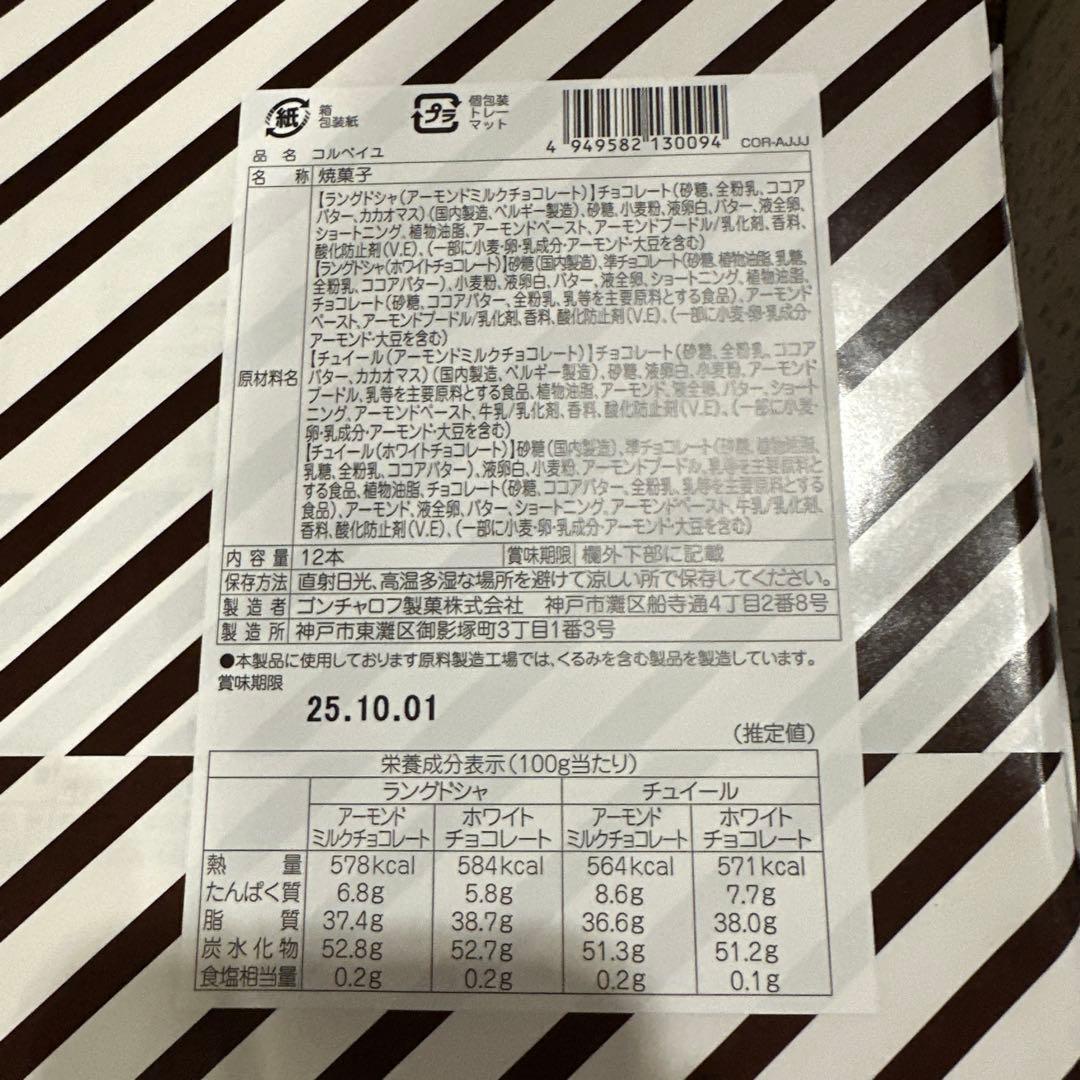 紙 箱
包装紙
プラ 個包装
トレー
マット
4 949582 130094 COR-AJJJ
品名 コルベイユ
名称 焼菓子
原材料名
【ラングドシャ(アーモンドミルクチョコレート)】チョコレート(砂糖、全粉乳、ココア
バター、カカオマス)(国内製造、ベルギー製造)、砂糖、小麦粉、液卵白、バター、液全卵、
ショートニング、植物油脂、アーモンドペースト、アーモンドプードル/乳化剤、香料、
酸化防止剤(V.E)、(一部に小麦・卵・乳成分・アーモンド・大豆を含む)
【ラングドシャ(ホワイトチョコレート)】砂糖(国内製造)、準チョコレート(砂糖、植物油脂、乳糖、
全粉乳、ココアバター)、小麦粉、液卵白、バター、液全卵、ショートニング、植物油脂、
チョコレート(砂糖、ココアバター、全粉乳、乳等を主要原料とする食品)、アーモンド
ペースト、アーモンドプードル/乳化剤、香料、酸化防止剤(V.E)、(一部に小麦・卵・乳成分・
アーモンド・大豆を含む)
【チュイール(アーモンドミルクチョコレート)】チョコレート(砂糖、全粉乳、ココア
バター、カカオマス)(国内製造、ベルギー製造)、砂糖、液卵白、小麦粉、アーモンド
プードル、乳等を主要原料とする食品、植物油脂、アーモンド、液全卵、バター、ショート
ニング、アーモンドペースト、牛乳/乳化剤、香料、酸化防止剤(V.E)、(一部に小麦・
卵・乳成分・アーモンド・大豆を含む)
【チュイール(ホワイトチョコレート)】砂糖(国内製造)、準チョコレート(砂糖、植物油脂、
乳糖、全粉乳、ココアバター)、液卵白、小麦粉、アーモンドプードル、乳等を主要原料と
する食品、植物油脂、チョコレート(砂糖、ココアバター、全粉乳、乳等を主要原料とする
食品)、アーモンド、液全卵、バター、ショートニング、アーモンドペースト、牛乳/乳化剤、
香料、酸化防止剤(V.E)、(一部に小麦・卵・乳成分・アーモンド・大豆を含む)
内容量 12本 賞味期限 欄外下部に記載
保存方法 直射日光、高温多湿な場所を避けて涼しい所で保存してください。
製造者 ゴンチャロフ製菓株式会社 神戸市灘区船寺通4丁目2番8号
製造所 神戸市東灘区御影塚町3丁目1番3号
●本製品に使用しております原料製造工場では、くるみを含む製品を製造しています。
賞味期限
25.10.01
(推定値)
栄養成分表示(100g当たり)
ラングドシャ チュイール
アーモンド ホワイト アーモンド ホワイト
ミルクチョコレート チョコレート ミルクチョコレート チョコレート
熱量 578kcal 584kcal 564kcal 571kcal
たんぱく質 6.8g 5.8g 8.6g 7.7g
脂質 37.4g 38.7g 36.6g 38.0g
炭水化物 52.8g 52.7g 51.3g 51.2g
食塩相当量 0.2g 0.2g 0.2g 0.1g